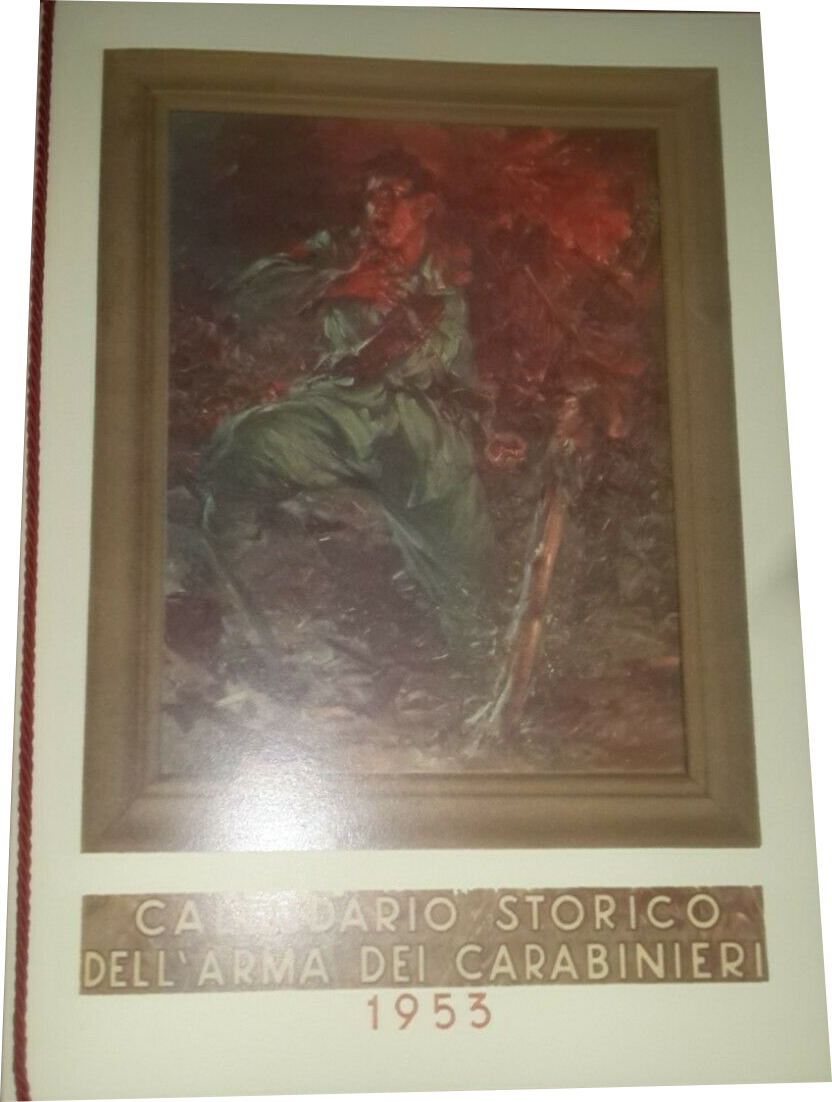 CALENDARIO STORICO
DELL'ARMA DEI CARABINIERI
1953